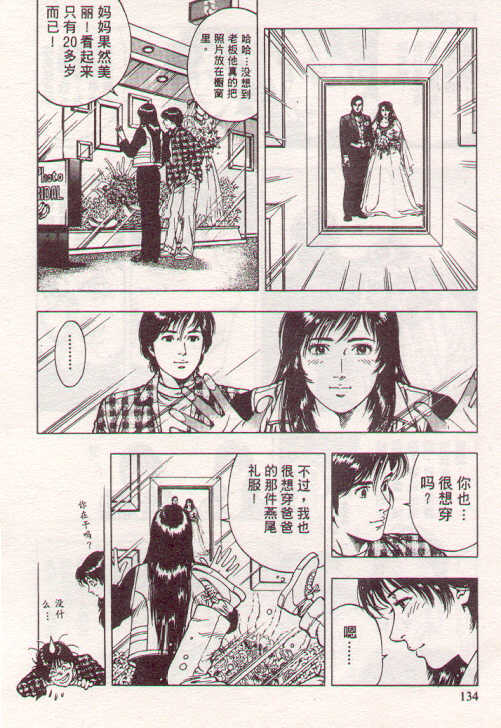 哈哈…没想到
老板他真的把
照片放在橱窗
里。
妈妈果然美
丽！看起来
只有20多岁
而已！
Photo
BRIDAL
………
你也…
很想穿
吗？
嗯……
不过，我也
很想穿爸爸
的那件燕尾
礼服！
你在干吗？
没什
么…
134